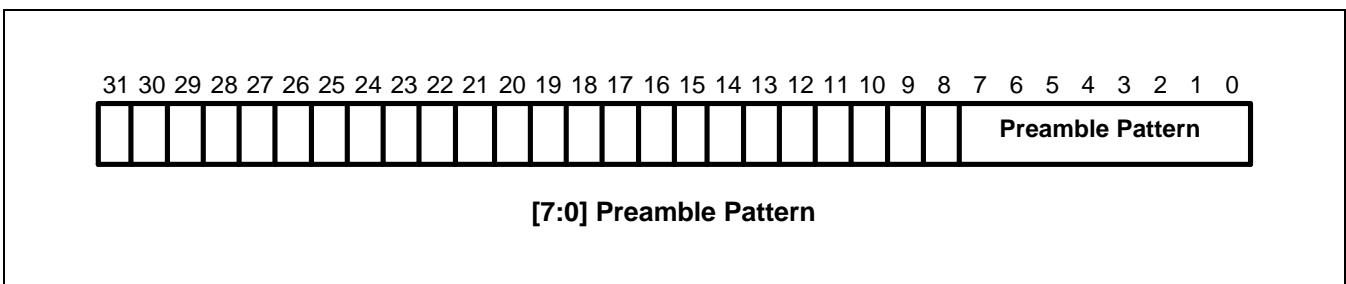 31 30 29 28 27 26 25 24 23 22 21 20 19 18 17 16 15 14 13 12 11 10 9 8 7 6 5 4 3 2 1 0
Preamble Pattern
[7:0] Preamble Pattern